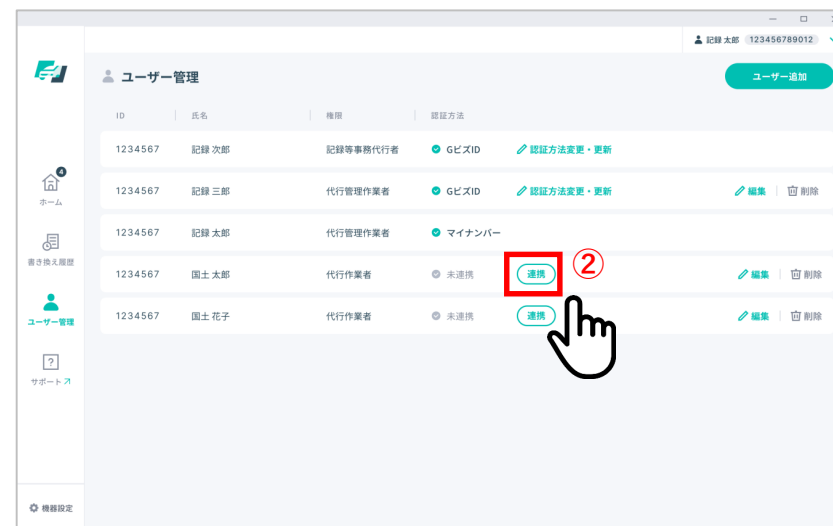 記録 太郎 123456789012
ユーザー管理 ユーザー追加
ID 氏名 権限 認証方法
1234567 記録 次郎 記録等事務代行者 GビズID 認証方法変更・更新
1234567 記録 三郎 代行管理作業者 GビズID 認証方法変更・更新 編集 削除
1234567 記録 太郎 代行管理作業者 マイナンバー
1234567 国土 太郎 代行作業者 未連携 連携 ② 編集 削除
1234567 国土 花子 代行作業者 未連携 連携 編集 削除
4
ホーム
書き換え履歴
ユーザー管理
?
サポート
機器設定